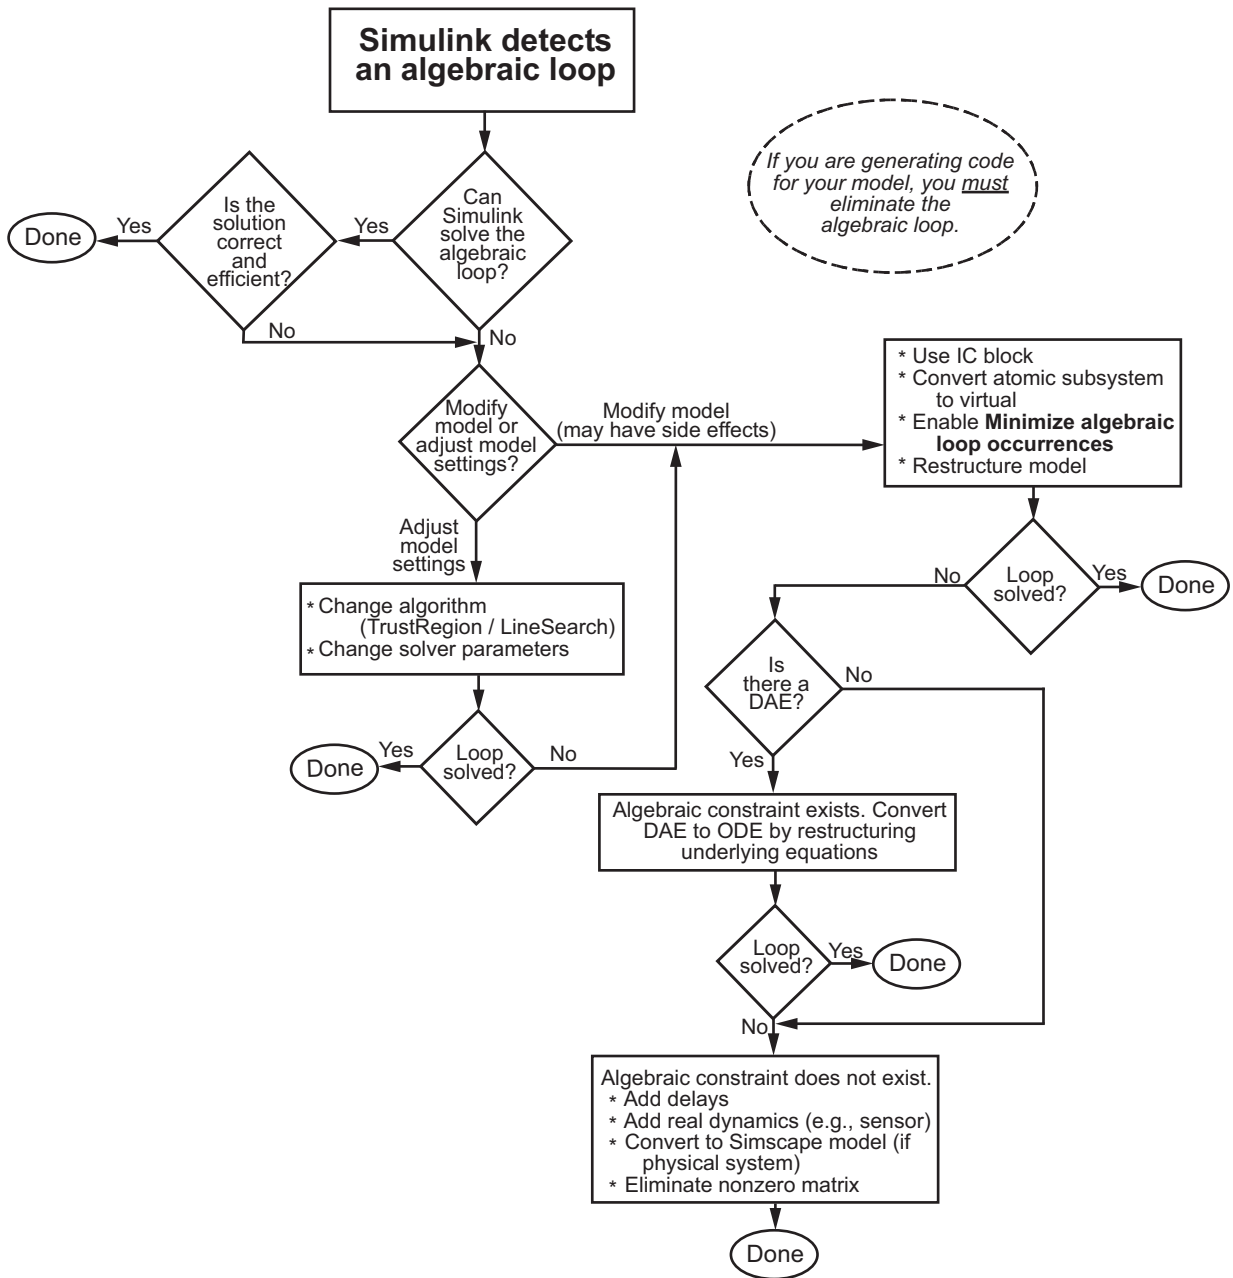 Simulink detects
an algebraic loop
If you are generating code
for your model, you must
eliminate the
algebraic loop.
Can
Simulink
solve the
algebraic
loop?
Yes
Is the
solution
correct
and
efficient?
Yes
Done
No
No
Modify
model or
adjust model
settings?
Modify model
(may have side effects)
* Use IC block
* Convert atomic subsystem
to virtual
* Enable Minimize algebraic
loop occurrences
* Restructure model
Adjust
model
settings
* Change algorithm
(TrustRegion / LineSearch)
* Change solver parameters
Loop
solved?
Yes
Done
No
Loop
solved?
Yes
Done
No
Is
there a
DAE?
No
Yes
Algebraic constraint exists. Convert
DAE to ODE by restructuring
underlying equations
Loop
solved?
Yes
Done
No
Algebraic constraint does not exist.
* Add delays
* Add real dynamics (e.g., sensor)
* Convert to Simscape model (if
physical system)
* Eliminate nonzero matrix
Done